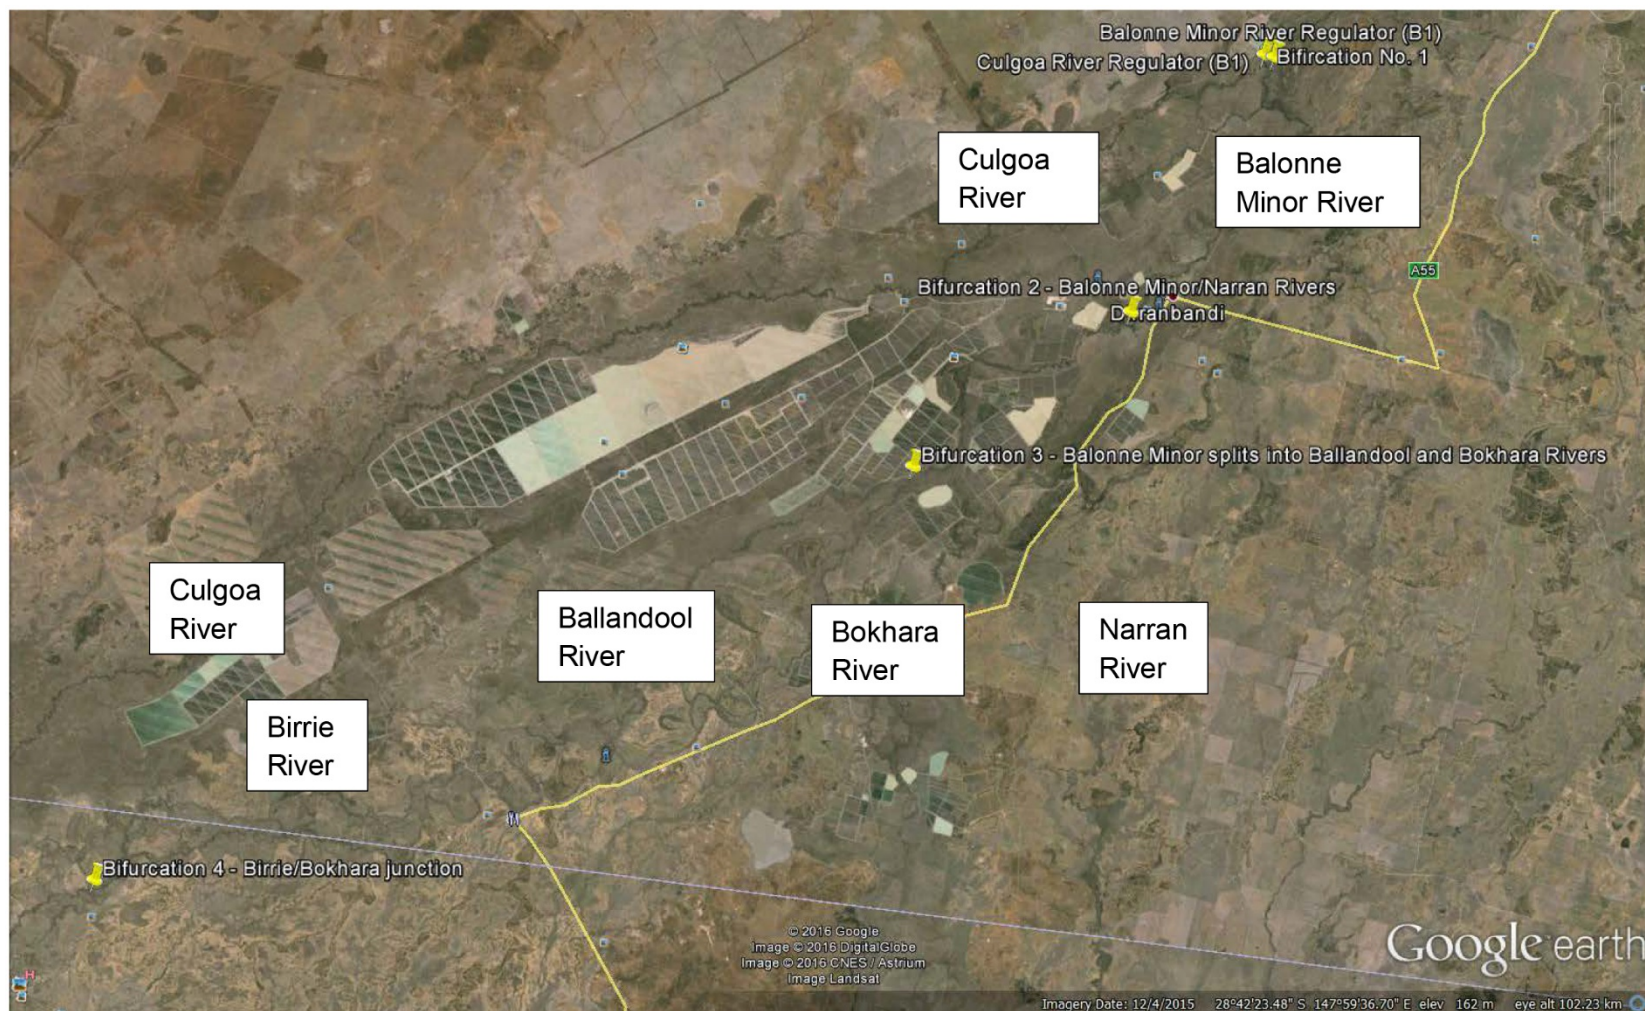 Balonne Minor River Regulator (B1)
Culgoa River Regulator (B1)
Bifircation No. 1
Culgoa
River
Balonne
Minor River
A55
Bifurcation 2 - Balonne Minor/Narran Rivers
Bifurcation 3 - Balonne Minor splits into Ballandool and Bokhara Rivers
Culgoa
River
Ballandool
River
Bokhara
River
Narran
River
Birrie
River
Bifurcation 4 - Birrie/Bokhara junction
© 2016 Google
Image © 2016 DigitalGlobe
Image © 2016 CNES / Astrium
Image Landsat
Google earth
H
Imagery Date: 12/4/2015 28°42'23.48" S 147°59'36.70" E elev 162 m eye alt 102.23 km